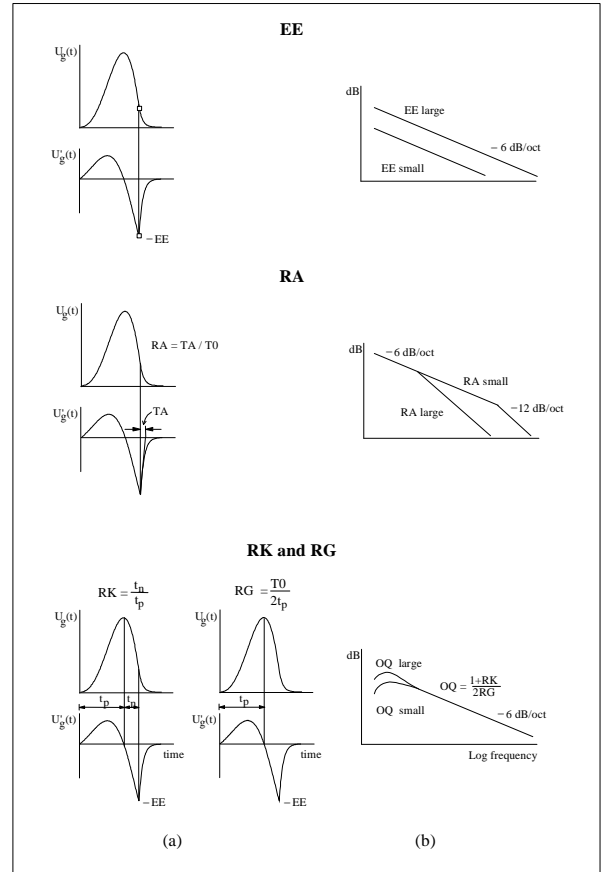 EE
U_g(t)
U'_g(t)
−EE
dB
EE large
−6 dB/oct
EE small
RA
U_g(t)
RA = TA / T0
U'_g(t)
TA
dB
−6 dB/oct
RA small
RA large
−12 dB/oct
RK and RG
RK = t_n/t_p
RG = T0/2t_p
U_g(t)
t_p
t_n
U'_g(t)
time
−EE
U_g(t)
t_p
U'_g(t)
time
−EE
dB
OQ large
OQ = 1+RK/2RG
OQ small
−6 dB/oct
Log frequency
(a)
(b)